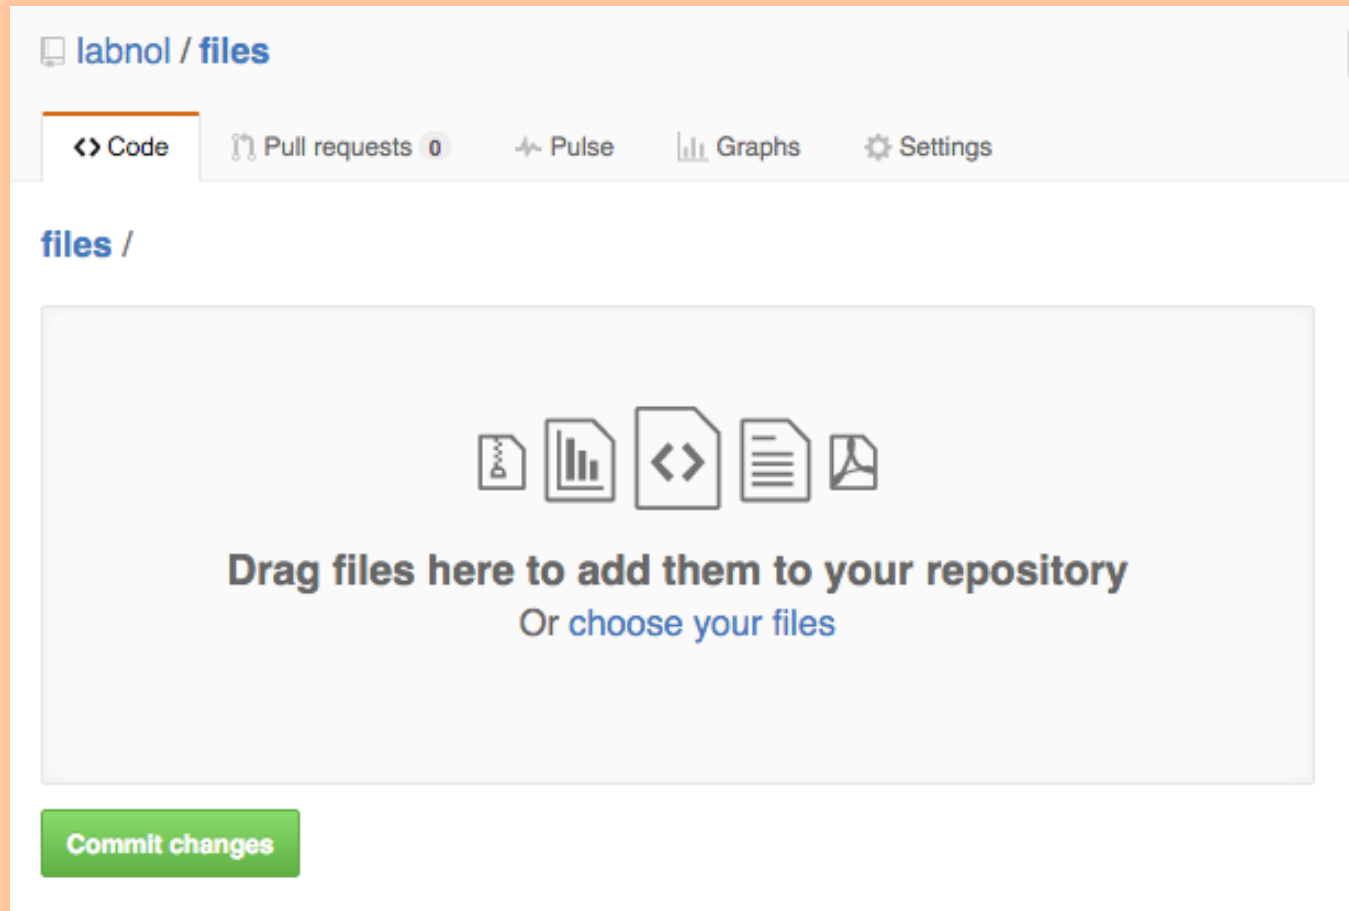 labnol / files
<> Code Pull requests 0 Pulse Graphs Settings
files /
Drag files here to add them to your repository
Or choose your files
Commit changes